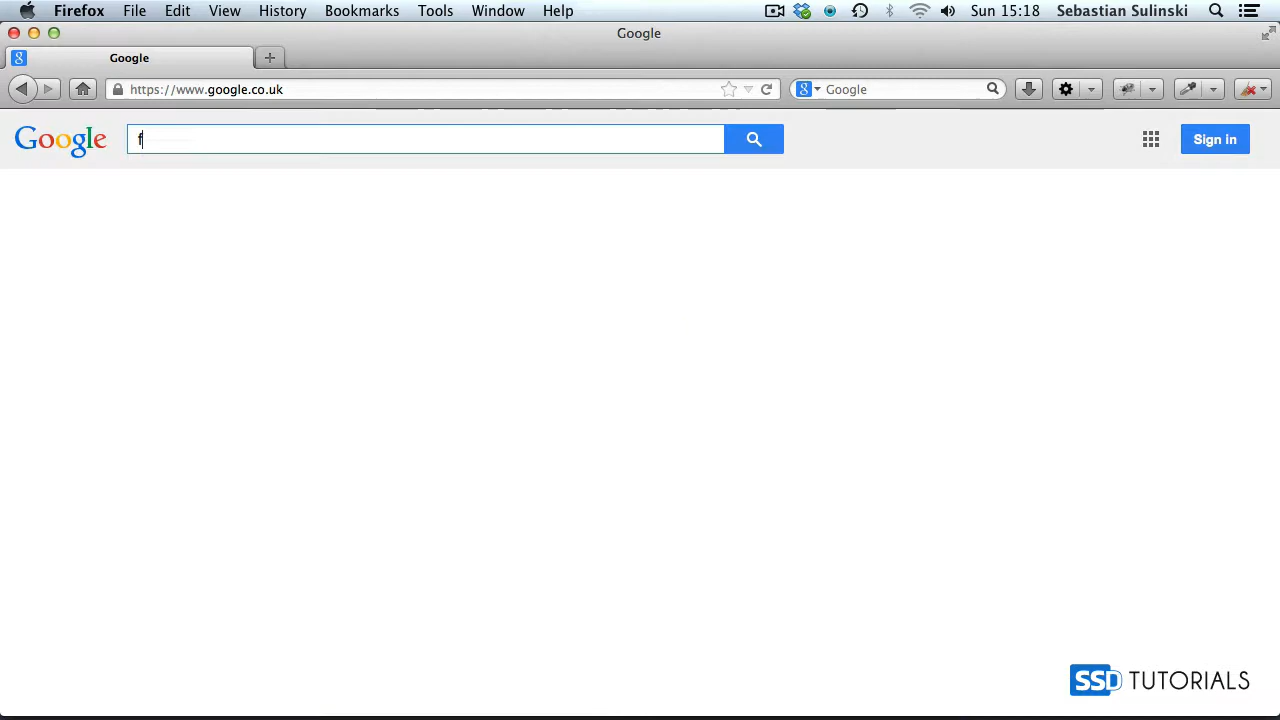 Firefox File Edit View History Bookmarks Tools Window Help Sun 15:18 Sebastian Sulinski
Google
Google
https://www.google.co.uk Google
Google f Sign in
SSD TUTORIALS